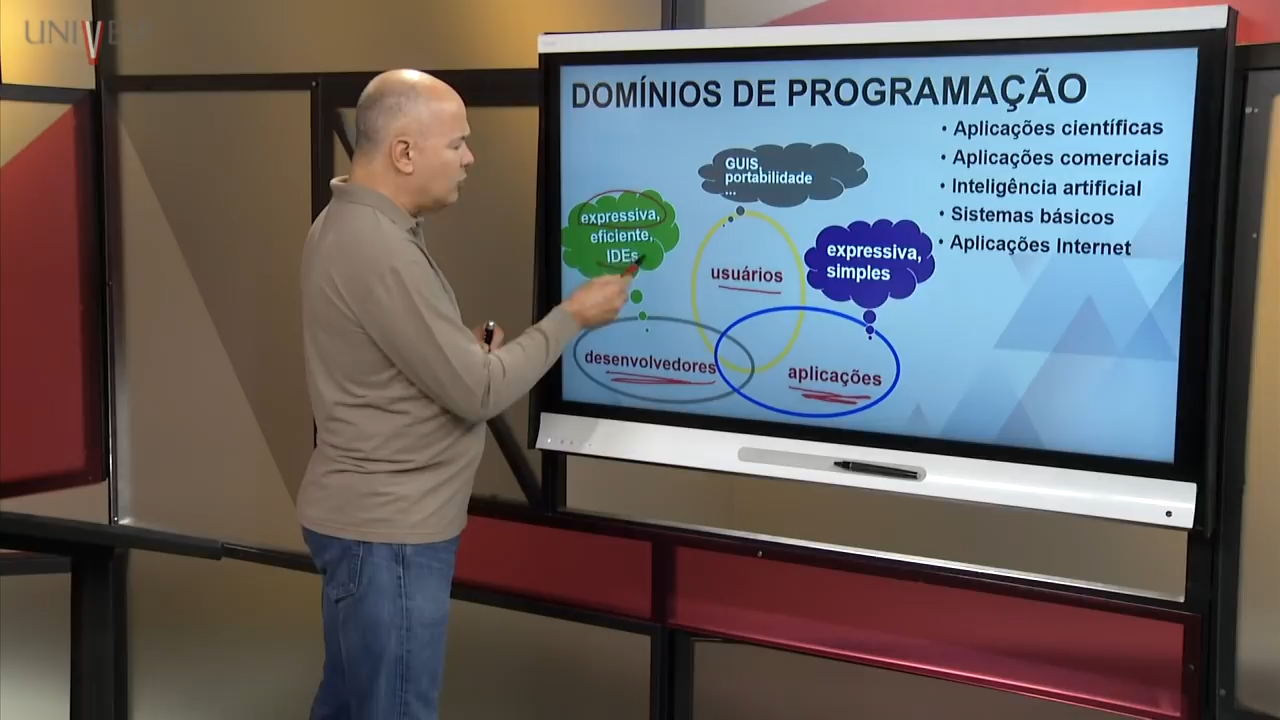 UNIVESP
DOMÍNIOS DE PROGRAMAÇÃO
• Aplicações científicas
• Aplicações comerciais
• Inteligência artificial
• Sistemas básicos
• Aplicações Internet
GUIS,
portabilidade
...
expressiva,
eficiente,
IDEs
expressiva,
simples
usuários
desenvolvedores
aplicações